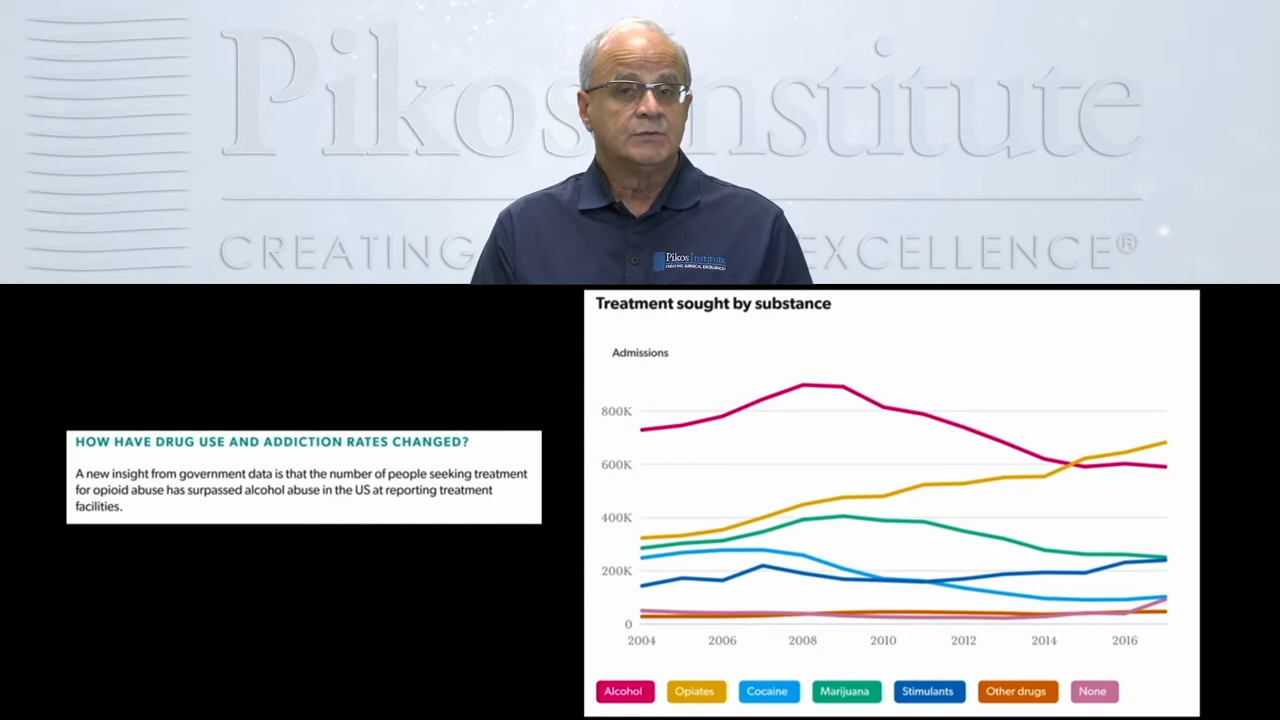 Pikos Institute
CREATING EXCELLENCE®
Pikos Institute
CREATING SURGICAL EXCELLENCE
HOW HAVE DRUG USE AND ADDICTION RATES CHANGED?
A new insight from government data is that the number of people seeking treatment
for opioid abuse has surpassed alcohol abuse in the US at reporting treatment
facilities.
Treatment sought by substance
Admissions
800K
600K
400K
200K
0
2004 2006 2008 2010 2012 2014 2016
Alcohol Opiates Cocaine Marijuana Stimulants Other drugs None